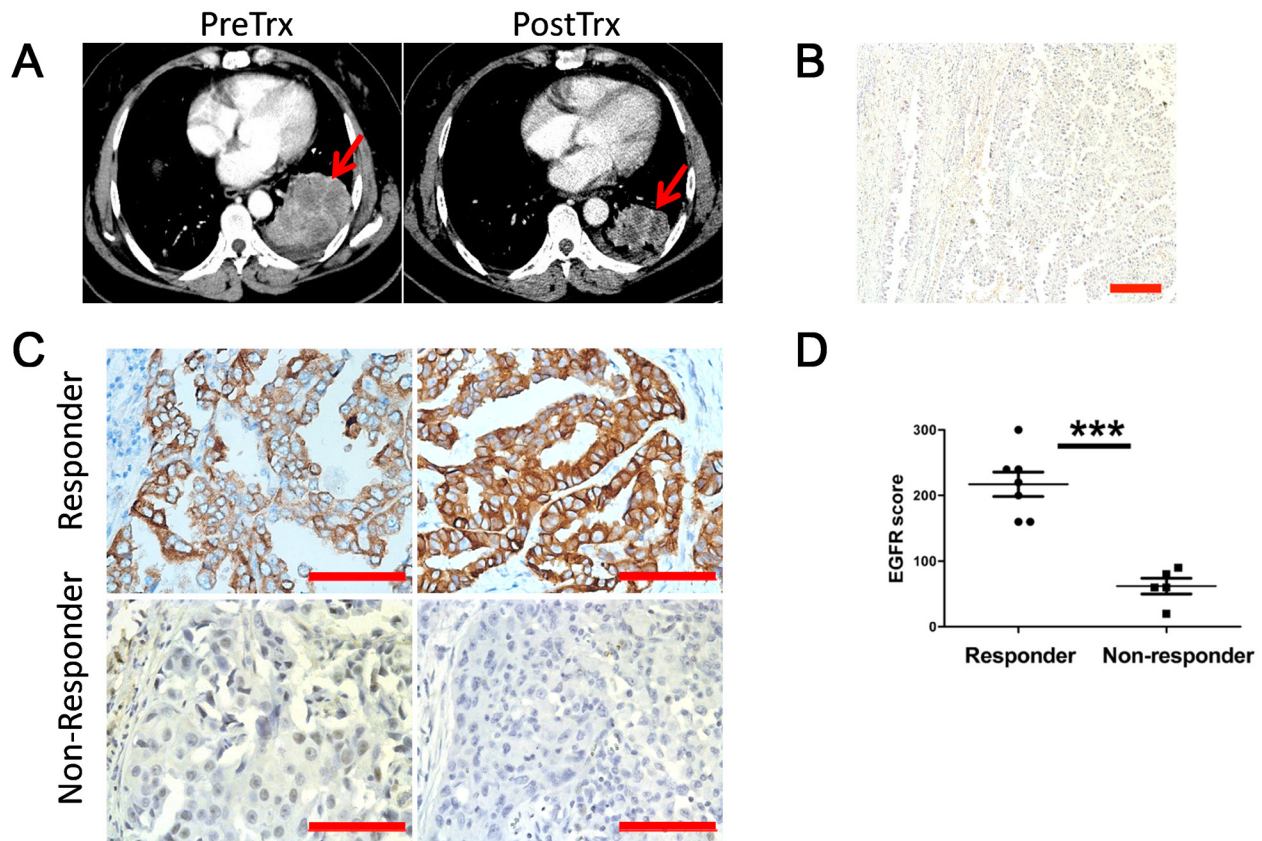 PreTrx
PostTrx
A
B
C
Responder
Non-Responder
D
***
300
200
100
0
EGFR score
Responder
Non-responder